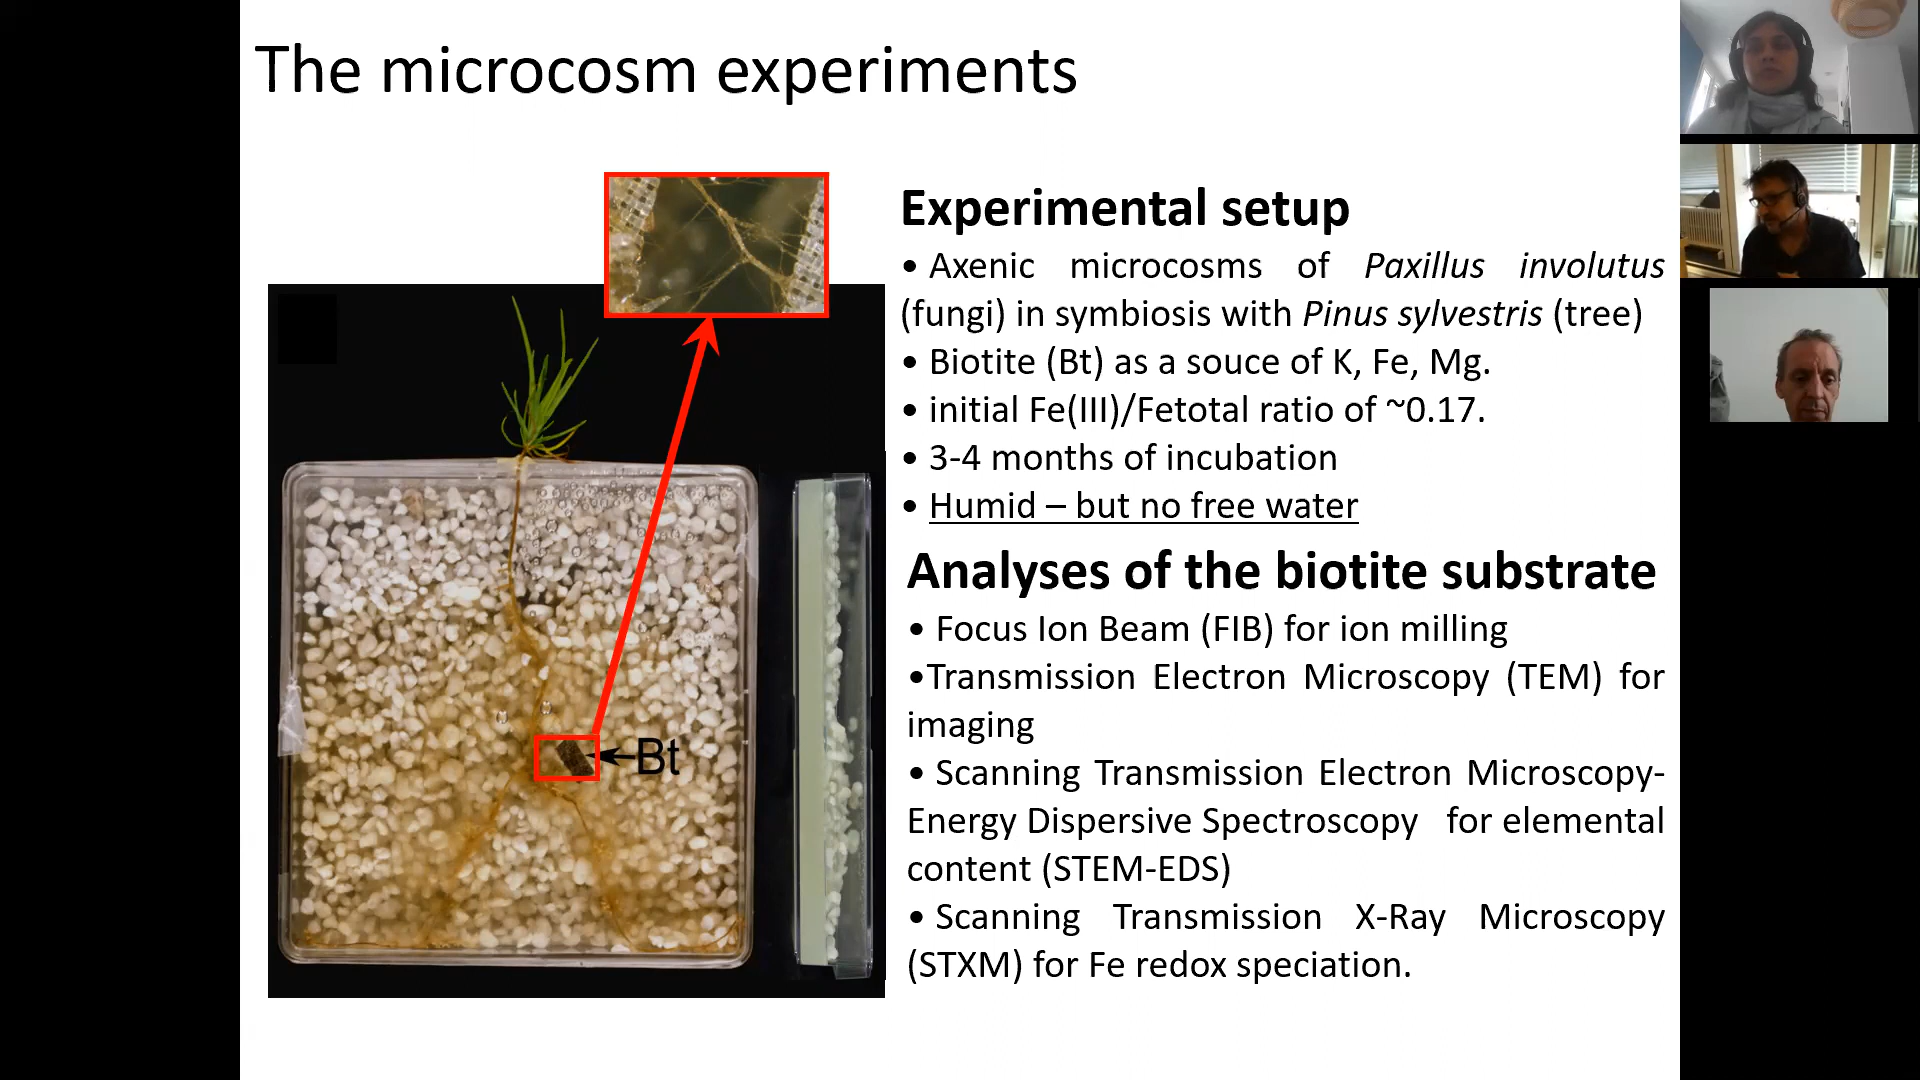 The microcosm experiments
Experimental setup
• Axenic microcosms of Paxillus involutus
(fungi) in symbiosis with Pinus sylvestris (tree)
• Biotite (Bt) as a souce of K, Fe, Mg.
• initial Fe(III)/Fetotal ratio of ~0.17.
• 3-4 months of incubation
• Humid – but no free water
Bt
Analyses of the biotite substrate
• Focus Ion Beam (FIB) for ion milling
•Transmission Electron Microscopy (TEM) for
imaging
• Scanning Transmission Electron Microscopy-
Energy Dispersive Spectroscopy for elemental
content (STEM-EDS)
• Scanning Transmission X-Ray Microscopy
(STXM) for Fe redox speciation.